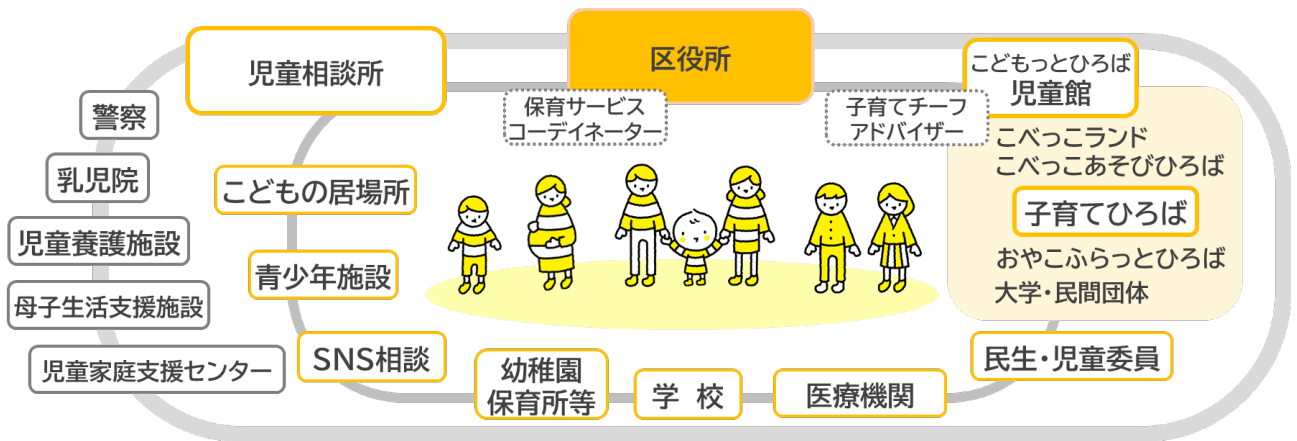 区役所
児童相談所
こどもっとひろば
児童館
保育サービス
コーデイネーター
子育てチーフ
アドバイザー
警察
乳児院
児童養護施設
母子生活支援施設
児童家庭支援センター
こどもの居場所
青少年施設
SNS相談
幼稚園
保育所等
学 校
医療機関
民生・児童委員
こべっこランド
こべっこあそびひろば
子育てひろば
おやこふらっとひろば
大学・民間団体